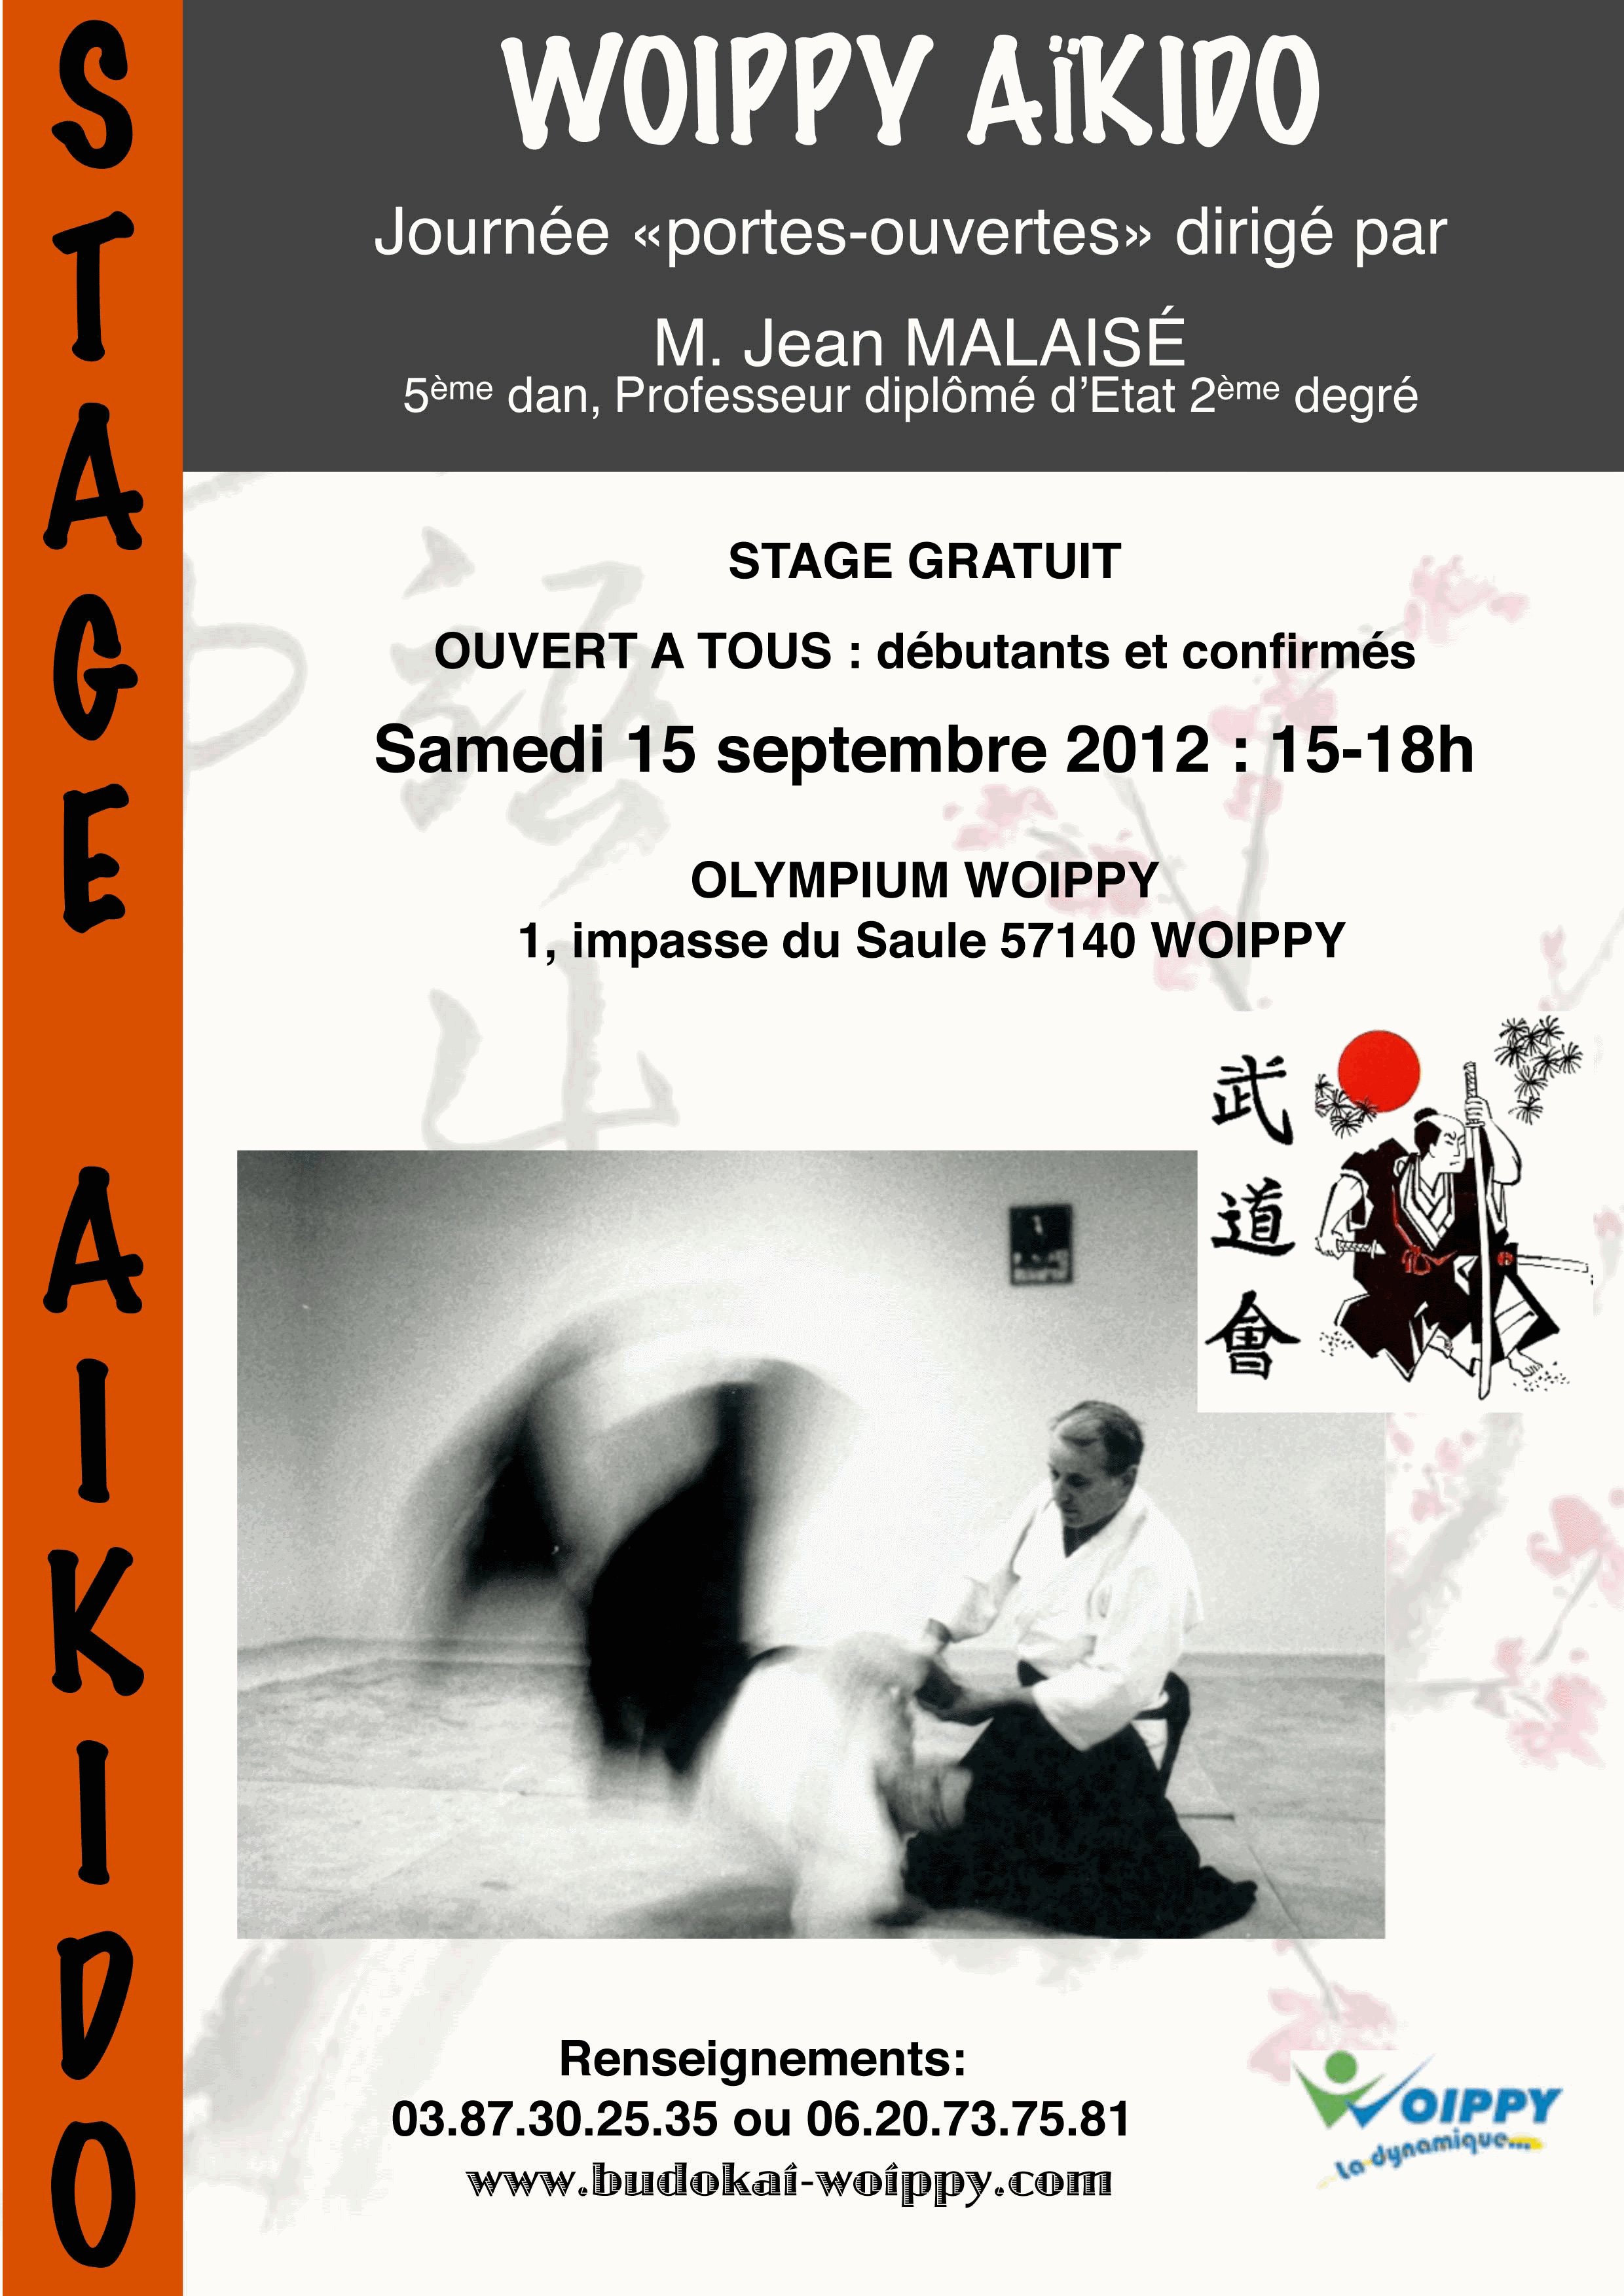 STAGE AIKIDO
WOIPPY AÏKIDO
Journée «portes-ouvertes» dirigé par
M. Jean MALAISÉ
5ème dan, Professeur diplômé d’Etat 2ème degré
STAGE GRATUIT
OUVERT A TOUS : débutants et confirmés
Samedi 15 septembre 2012 : 15-18h
OLYMPIUM WOIPPY
1, impasse du Saule 57140 WOIPPY
武
道
會
Renseignements:
03.87.30.25.35 ou 06.20.73.75.81
www.budokai-woippy.com
WOIPPY
La dynamique...